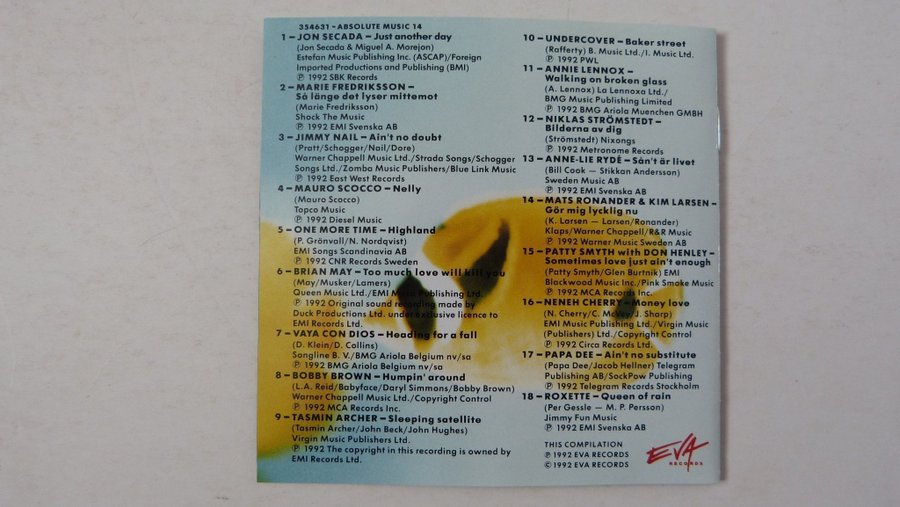 354631 – ABSOLUTE MUSIC 14
1 – JON SECADA – Just another day
(Jon Secada & Miguel A. Morejon)
Estefan Music Publishing Inc. (ASCAP)/Foreign
Imported Productions and Publishing (BMI)
℗ 1992 SBK Records
2 – MARIE FREDRIKSSON –
Så länge det lyser mittemot
(Marie Fredriksson)
Shock The Music
℗ 1992 EMI Svenska AB
3 – JIMMY NAIL – Ain't no doubt
(Pratt/Schogger/Nail/Dore)
Warner Chappell Music Ltd./Strada Songs/Schogger
Songs Ltd./Zomba Music Publishers/Blue Link Music
℗ 1992 East West Records
4 – MAURO SCOCCO – Nelly
(Mauro Scocco)
Topco Music
℗ 1992 Diesel Music
5 – ONE MORE TIME – Highland
(P. Grönvall/N. Nordqvist)
EMI Songs Scandinavia AB
℗ 1992 CNR Records Sweden
6 – BRIAN MAY – Too much love will kill you
(May/Musker/Lamers)
Queen Music Ltd./EMI Music Publishing Ltd.
℗ 1992 Original sound recording made by
Duck Productions Ltd. under exclusive licence to
EMI Records Ltd.
7 – VAYA CON DIOS – Heading for a fall
(D. Klein/D. Collins)
Songline B. V./BMG Ariola Belgium nv/sa
℗ 1992 BMG Ariola Belgium nv/sa
8 – BOBBY BROWN – Humpin' around
(L.A. Reid/Babyface/Daryl Simmons/Bobby Brown)
Warner Chappell Music Ltd./Copyright Control
℗ 1992 MCA Records Inc.
9 – TASMIN ARCHER – Sleeping satellite
(Tasmin Archer/John Beck/John Hughes)
Virgin Music Publishers Ltd.
℗ 1992 The copyright in this recording is owned by
EMI Records Ltd.
10 – UNDERCOVER – Baker street
(Rafferty) B. Music Ltd./I. Music Ltd.
℗ 1992 PWL
11 – ANNIE LENNOX –
Walking on broken glass
(A. Lennox) La Lennoxa Ltd./
BMG Music Publishing Limited
℗ 1992 BMG Ariola Muenchen GMBH
12 – NIKLAS STRÖMSTEDT –
Bilderna av dig
(Strömstedt) Nixongs
℗ 1992 Metronome Records
13 – ANNE-LIE RYDÉ – Sån't är livet
(Bill Cook – Stikkan Andersson)
Sweden Music AB
℗ 1992 EMI Svenska AB
14 – MATS RONANDER & KIM LARSEN –
Gör mig lycklig nu
(K. Larsen – Larsen/Ronander)
Klaps/Warner Chappell/R&R Music
℗ 1992 Warner Music Sweden AB
15 – PATTY SMYTH with DON HENLEY –
Sometimes love just ain't enough
(Patty Smyth/Glen Burtnik) EMI
Blackwood Music Inc./Pink Smoke Music
℗ 1992 MCA Records Inc.
16 – NENEH CHERRY – Money love
(N. Cherry/C. McVey/J. Sharp)
EMI Music Publishing Ltd./Virgin Music
(Publishers) Ltd./Copyright Control
℗ 1992 Circa Records Ltd.
17 – PAPA DEE – Ain't no substitute
(Papa Dee/Jacob Hellner) Telegram
Publishing AB/SockPow Publishing
℗ 1992 Telegram Records Stockholm
18 – ROXETTE – Queen of rain
(Per Gessle – M. P. Persson)
Jimmy Fun Music
℗ 1992 EMI Svenska AB
THIS COMPILATION
℗ 1992 EVA RECORDS
© 1992 EVA RECORDS
EVA
RECORDS